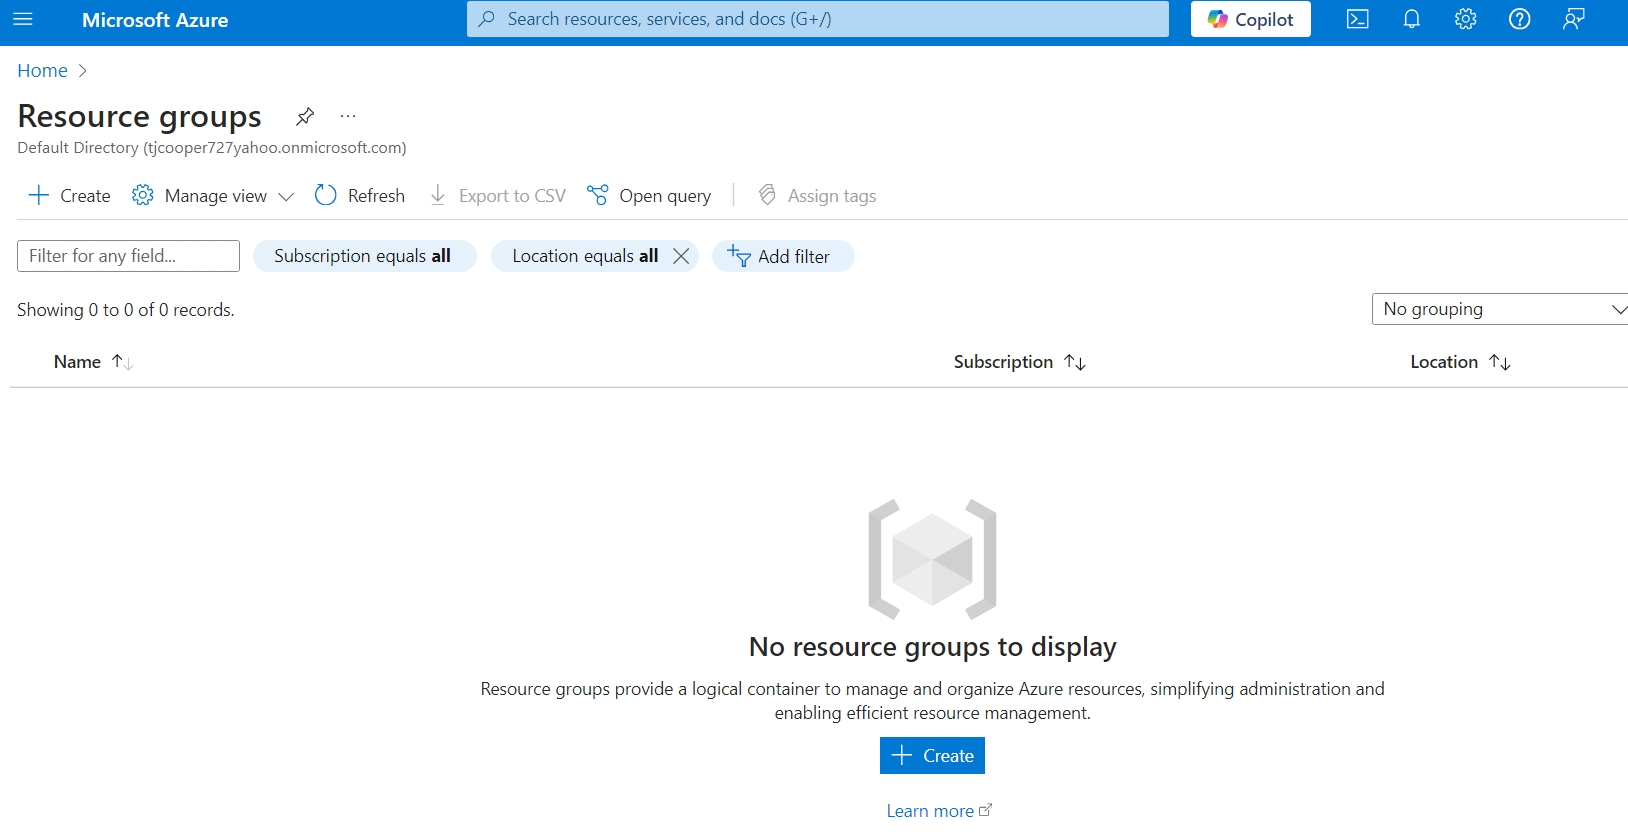 Microsoft Azure
Search resources, services, and docs (G+/)
Copilot
Home
Resource groups
Default Directory (tjcooper727yahoo.onmicrosoft.com)
Create
Manage view
Refresh
Export to CSV
Open query
Assign tags
Filter for any field...
Subscription equals all
Location equals all
Add filter
Showing 0 to 0 of 0 records.
No grouping
Name
Subscription
Location
No resource groups to display
Resource groups provide a logical container to manage and organize Azure resources, simplifying administration and
enabling efficient resource management.
Create
Learn more